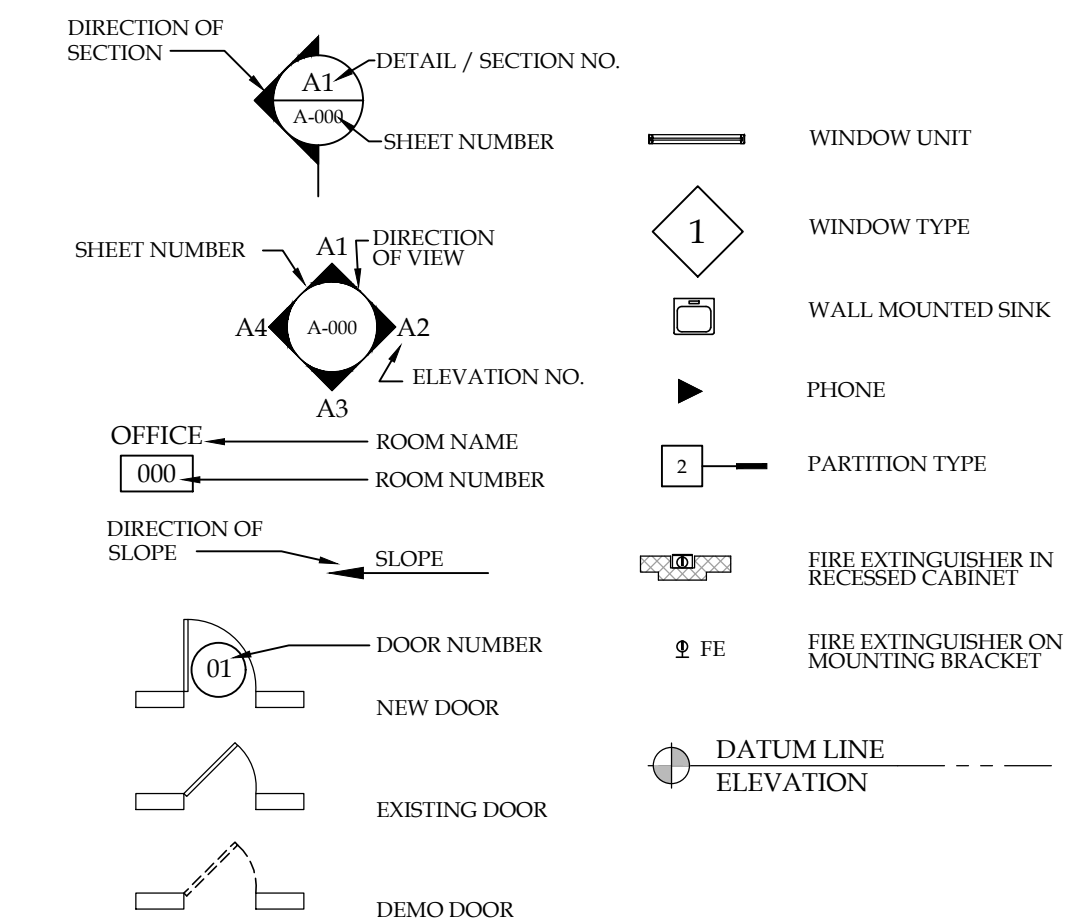 DIRECTION OF
SECTION
A1
A-000
DETAIL / SECTION NO.
SHEET NUMBER
SHEET NUMBER
A1
DIRECTION
OF VIEW
A4
A-000
A2
ELEVATION NO.
A3
OFFICE
ROOM NAME
000
ROOM NUMBER
DIRECTION OF
SLOPE
SLOPE
01
DOOR NUMBER
NEW DOOR
EXISTING DOOR
DEMO DOOR
WINDOW UNIT
1
WINDOW TYPE
WALL MOUNTED SINK
PHONE
2
PARTITION TYPE
FIRE EXTINGUISHER IN
RECESSED CABINET
FE
FIRE EXTINGUISHER ON
MOUNTING BRACKET
DATUM LINE
ELEVATION